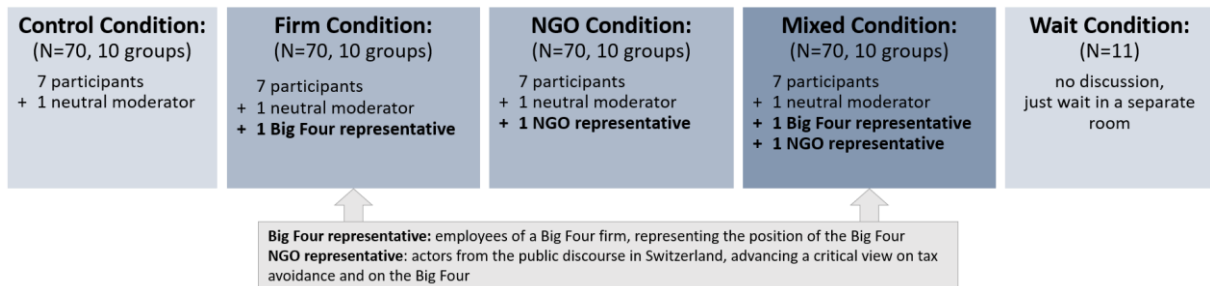 Control Condition:
(N=70, 10 groups)
7 participants
+ 1 neutral moderator
Firm Condition:
(N=70, 10 groups)
7 participants
+ 1 neutral moderator
+ 1 Big Four representative
NGO Condition:
(N=70, 10 groups)
7 participants
+ 1 neutral moderator
+ 1 NGO representative
Mixed Condition:
(N=70, 10 groups)
7 participants
+ 1 neutral moderator
+ 1 Big Four representative
+ 1 NGO representative
Wait Condition:
(N=11)
no discussion,
just wait in a separate
room
Big Four representative: employees of a Big Four firm, representing the position of the Big Four
NGO representative: actors from the public discourse in Switzerland, advancing a critical view on tax
avoidance and on the Big Four